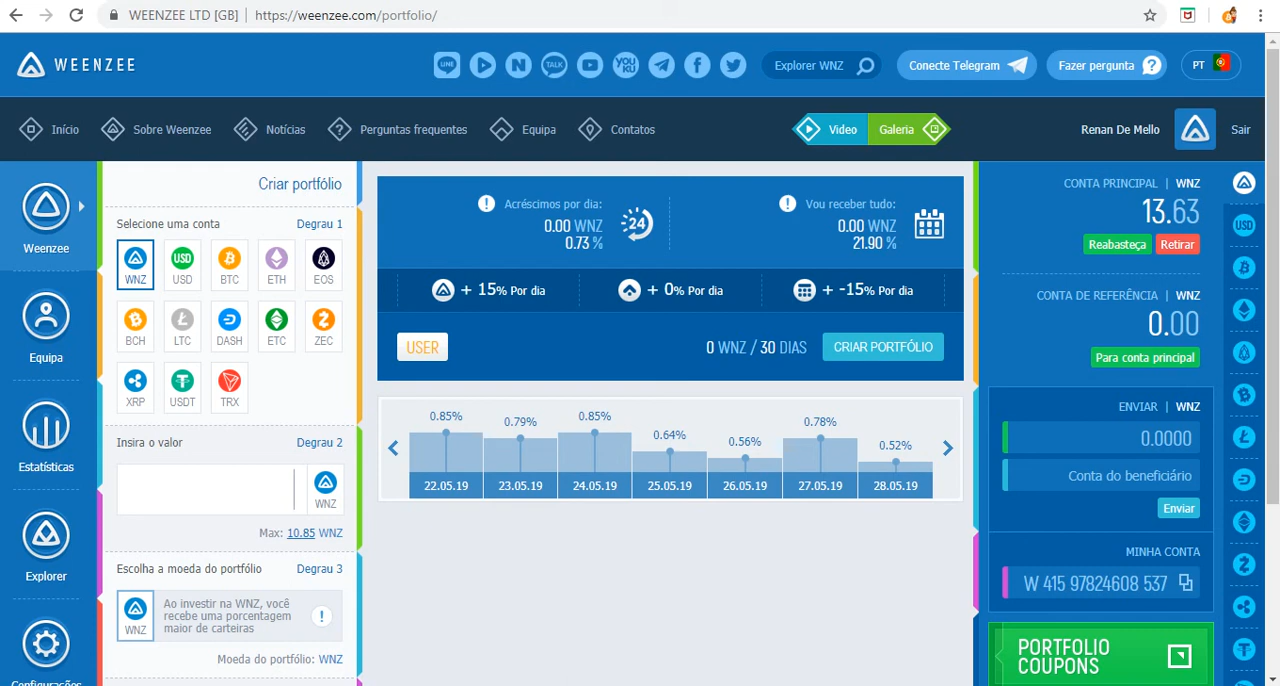 WEENZEE LTD [GB] | https://weenzee.com/portfolio/
WEENZEE
LINE
N
TALK
YOU KU
Explorer WNZ
Conecte Telegram
Fazer pergunta ?
PT
Início
Sobre Weenzee
Notícias
? Perguntas frequentes
Equipa
Contatos
Video
Galeria
Renan De Mello
Sair
Weenzee
Equipa
Estatísticas
Explorer
Configurações
Criar portfólio
Selecione uma conta Degrau 1
WNZ USD BTC ETH EOS
BCH LTC DASH ETC ZEC
XRP USDT TRX
Insira o valor Degrau 2
WNZ
Max: 10.85 WNZ
Escolha a moeda do portfólio Degrau 3
WNZ
Ao investir na WNZ, você
recebe uma porcentagem
maior de carteiras
!
Moeda do portfólio: WNZ
! Acréscimos por dia:
0.00 WNZ
0.73 %
24
! Vou receber tudo:
0.00 WNZ
21.90 %
+ 15% Por dia
+ 0% Por dia
+ -15% Por dia
USER
0 WNZ / 30 DIAS
CRIAR PORTFÓLIO
0.85% 0.79% 0.85% 0.64% 0.56% 0.78% 0.52%
22.05.19 23.05.19 24.05.19 25.05.19 26.05.19 27.05.19 28.05.19
CONTA PRINCIPAL | WNZ
13.63
Reabasteça Retirar
CONTA DE REFERÊNCIA | WNZ
0.00
Para conta principal
ENVIAR | WNZ
0.0000
Conta do beneficiário
Enviar
MINHA CONTA
W 415 97824608 537
PORTFOLIO
COUPONS
USD